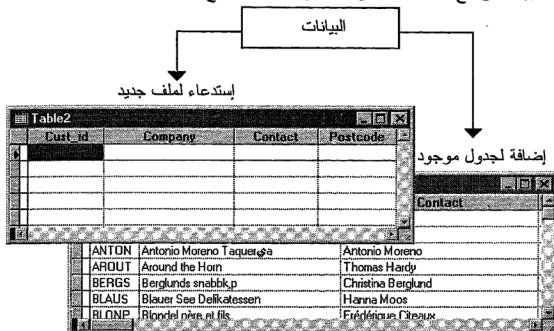 البيانات
إستدعاء لملف جديد
Table2
Cust_id Company Contact Postcode
إضافة لجدول موجود
Contact
ANTON Antonio Moreno Taquerيa Antonio Moreno
AROUT Around the Horn Thomas Hardy
BERGS Berglunds snabbk,p Christina Berglund
BLAUS Blauer See Delikatessen Hanna Moos
BLONP Blondel père et fils Frédérique Citeaux